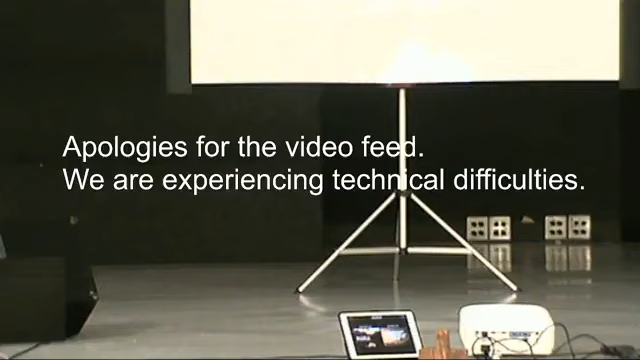 Apologies for the video feed.
We are experiencing technical difficulties.